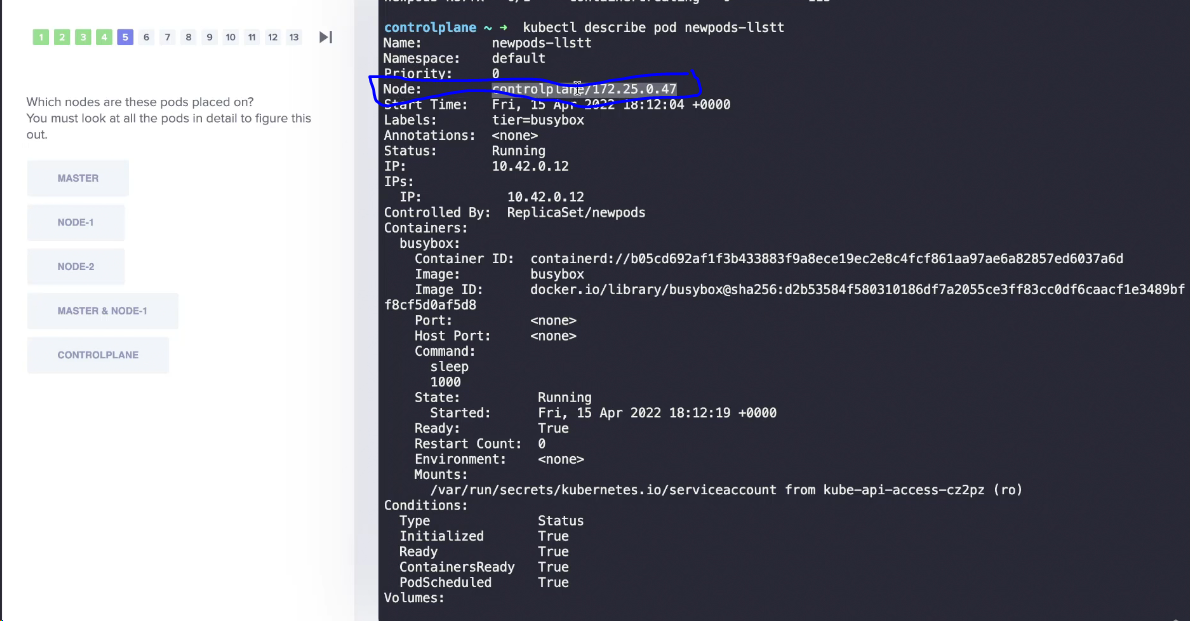 1 2 3 4 5 6 7 8 9 10 11 12 13
Which nodes are these pods placed on?
You must look at all the pods in detail to figure this
out.
MASTER
NODE-1
NODE-2
MASTER & NODE-1
CONTROLPLANE
controlplane ~ ➜ kubectl describe pod newpods-llstt
Name: newpods-llstt
Namespace: default
Priority: 0
Node: controlplane/172.25.0.47
Start Time: Fri, 15 Apr 2022 18:12:04 +0000
Labels: tier=busybox
Annotations: <none>
Status: Running
IP: 10.42.0.12
IPs:
IP: 10.42.0.12
Controlled By: ReplicaSet/newpods
Containers:
busybox:
Container ID: containerd://b05cd692af1f3b433883f9a8ece19ec2e8c4fcf861aa97ae6a82857ed6037a6d
Image: busybox
Image ID: docker.io/library/busybox@sha256:d2b53584f580310186df7a2055ce3ff83cc0df6caacf1e3489bf
f8cf5d0af5d8
Port: <none>
Host Port: <none>
Command:
sleep
1000
State: Running
Started: Fri, 15 Apr 2022 18:12:19 +0000
Ready: True
Restart Count: 0
Environment: <none>
Mounts:
/var/run/secrets/kubernetes.io/serviceaccount from kube-api-access-cz2pz (ro)
Conditions:
Type Status
Initialized True
Ready True
ContainersReady True
PodScheduled True
Volumes: